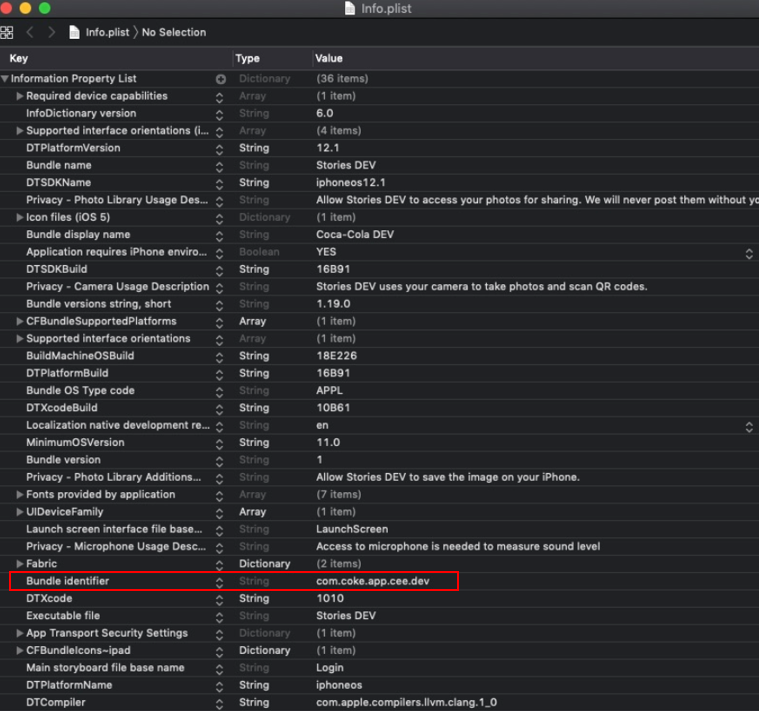 Info.plist
Info.plist No Selection
Key Type Value
Information Property List Dictionary (36 items)
Required device capabilities Array (1 item)
InfoDictionary version String 6.0
Supported interface orientations (i... Array (4 items)
DTPlatformVersion String 12.1
Bundle name String Stories DEV
DTSDKName String iphoneos12.1
Privacy - Photo Library Usage Des... String Allow Stories DEV to access your photos for sharing. We will never post them without yo
Icon files (iOS 5) Dictionary (1 item)
Bundle display name String Coca-Cola DEV
Application requires iPhone enviro... Boolean YES
DTSDKBuild String 16B91
Privacy - Camera Usage Description String Stories DEV uses your camera to take photos and scan QR codes.
Bundle versions string, short String 1.19.0
CFBundleSupportedPlatforms Array (1 item)
Supported interface orientations Array (1 item)
BuildMachineOSBuild String 18E226
DTPlatformBuild String 16B91
Bundle OS Type code String APPL
DTXcodeBuild String 10B61
Localization native development re... String en
MinimumOSVersion String 11.0
Bundle version String 1
Privacy - Photo Library Additions... String Allow Stories DEV to save the image on your iPhone.
Fonts provided by application Array (7 items)
UIDeviceFamily Array (1 item)
Launch screen interface file base... String LaunchScreen
Privacy - Microphone Usage Desc... String Access to microphone is needed to measure sound level
Fabric Dictionary (2 items)
Bundle identifier String com.coke.app.cee.dev
DTXcode String 1010
Executable file String Stories DEV
App Transport Security Settings Dictionary (1 item)
CFBundleIcons~ipad Dictionary (1 item)
Main storyboard file base name String Login
DTPlatformName String iphoneos
DTCompiler String com.apple.compilers.llvm.clang.1_0